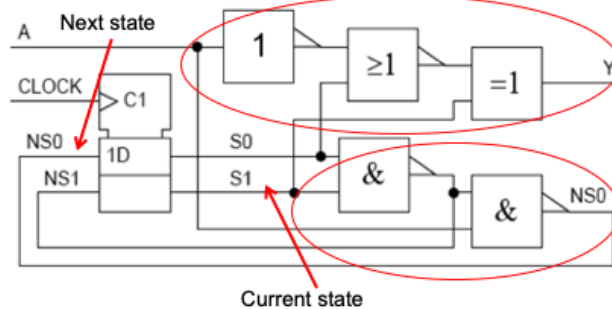 Next state
A
1
≥1
=1
Y
CLOCK
C1
NS0
1D
S0
NS1
S1
&
&
NS0
Current state